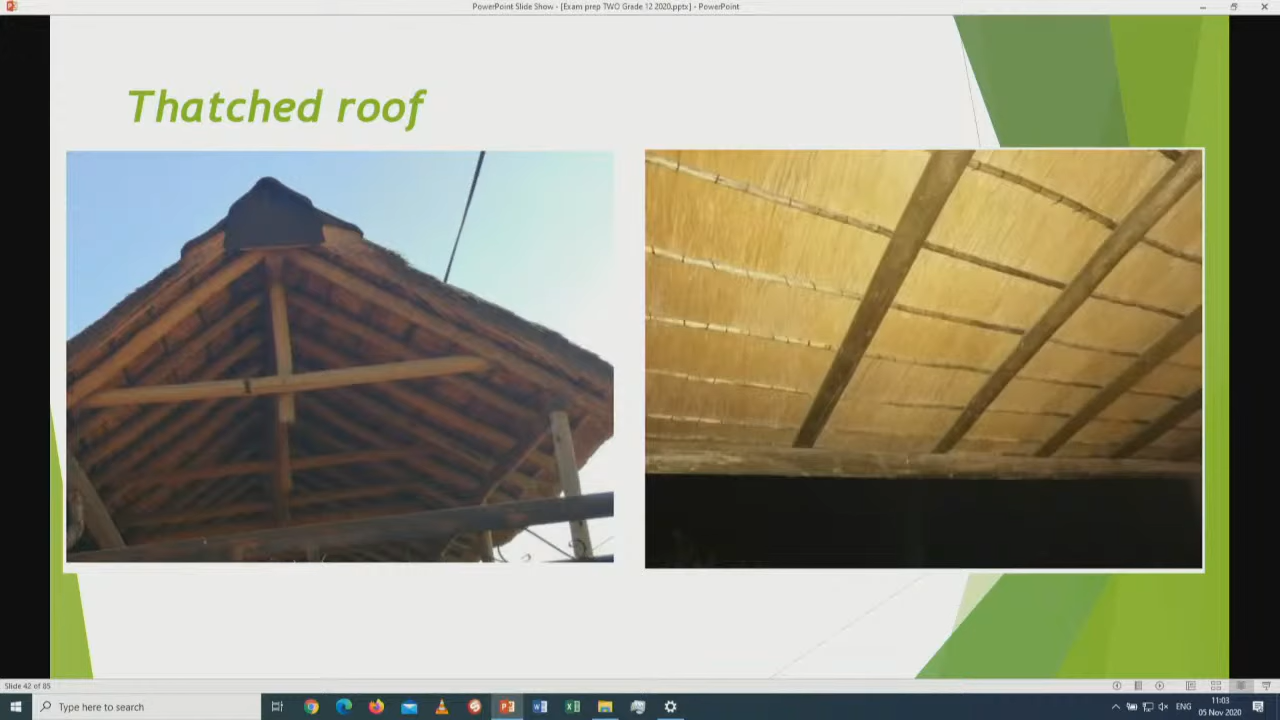 PowerPoint Slide Show - [Exam prep TWO Grade 12 2020.pptx] - PowerPoint
Thatched roof
Slide 42 of 85
Type here to search
ENG
11:03
05 Nov 2020